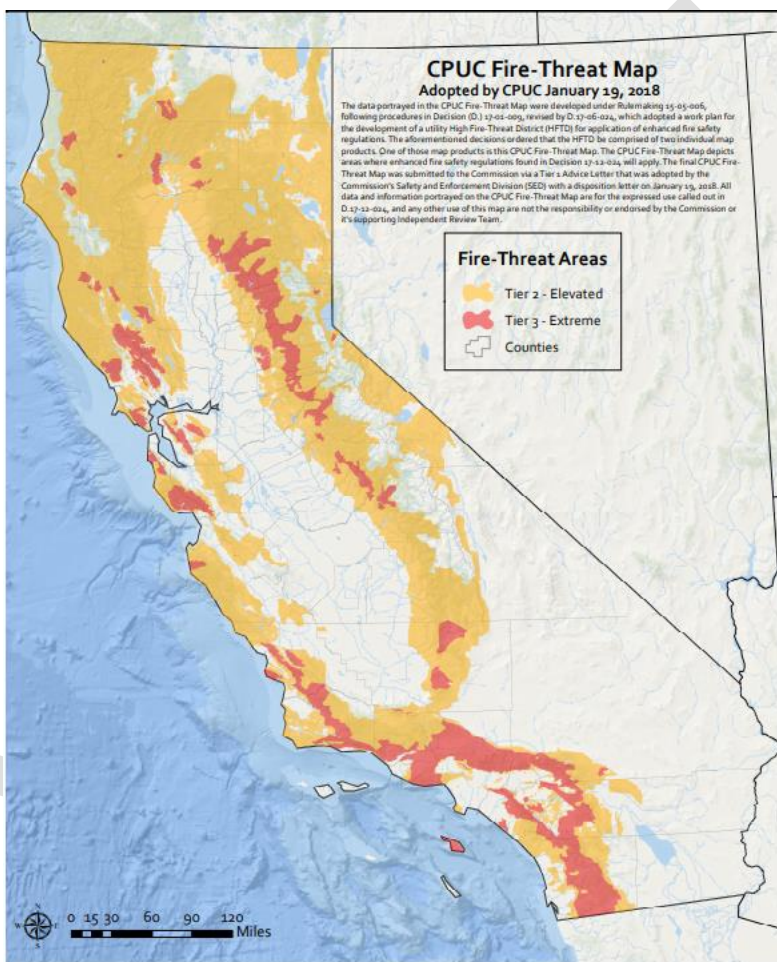 CPUC Fire-Threat Map
Adopted by CPUC January 19, 2018
The data portrayed in the CPUC Fire-Threat Map were developed under Rulemaking 15-05-006,
following procedures in Decision (D.) 17-01-009, revised by D.17-06-024, which adopted a work plan for
the development of a utility High Fire-Threat District (HFTD) for application of enhanced fire safety
regulations. The aforementioned decisions ordered that the HFTD be comprised of two individual map
products. One of those map products is this CPUC Fire-Threat Map. The CPUC Fire-Threat Map depicts
areas where enhanced fire safety regulations found in Decision 17-12-024 will apply. The final CPUC Fire-
Threat Map was submitted to the Commission via a Tier 1 Advice Letter that was adopted by the
Commission's Safety and Enforcement Division (SED) with a disposition letter on January 19, 2018. All
data and information portrayed on the CPUC Fire-Threat Map are for the expressed use called out in
D.17-12-024, and any other use of this map are not the responsibility or endorsed by the Commission or
it's supporting Independent Review Team.
Fire-Threat Areas
Tier 2 - Elevated
Tier 3 - Extreme
Counties
N
W E
S
0 15 30 60 90 120
Miles